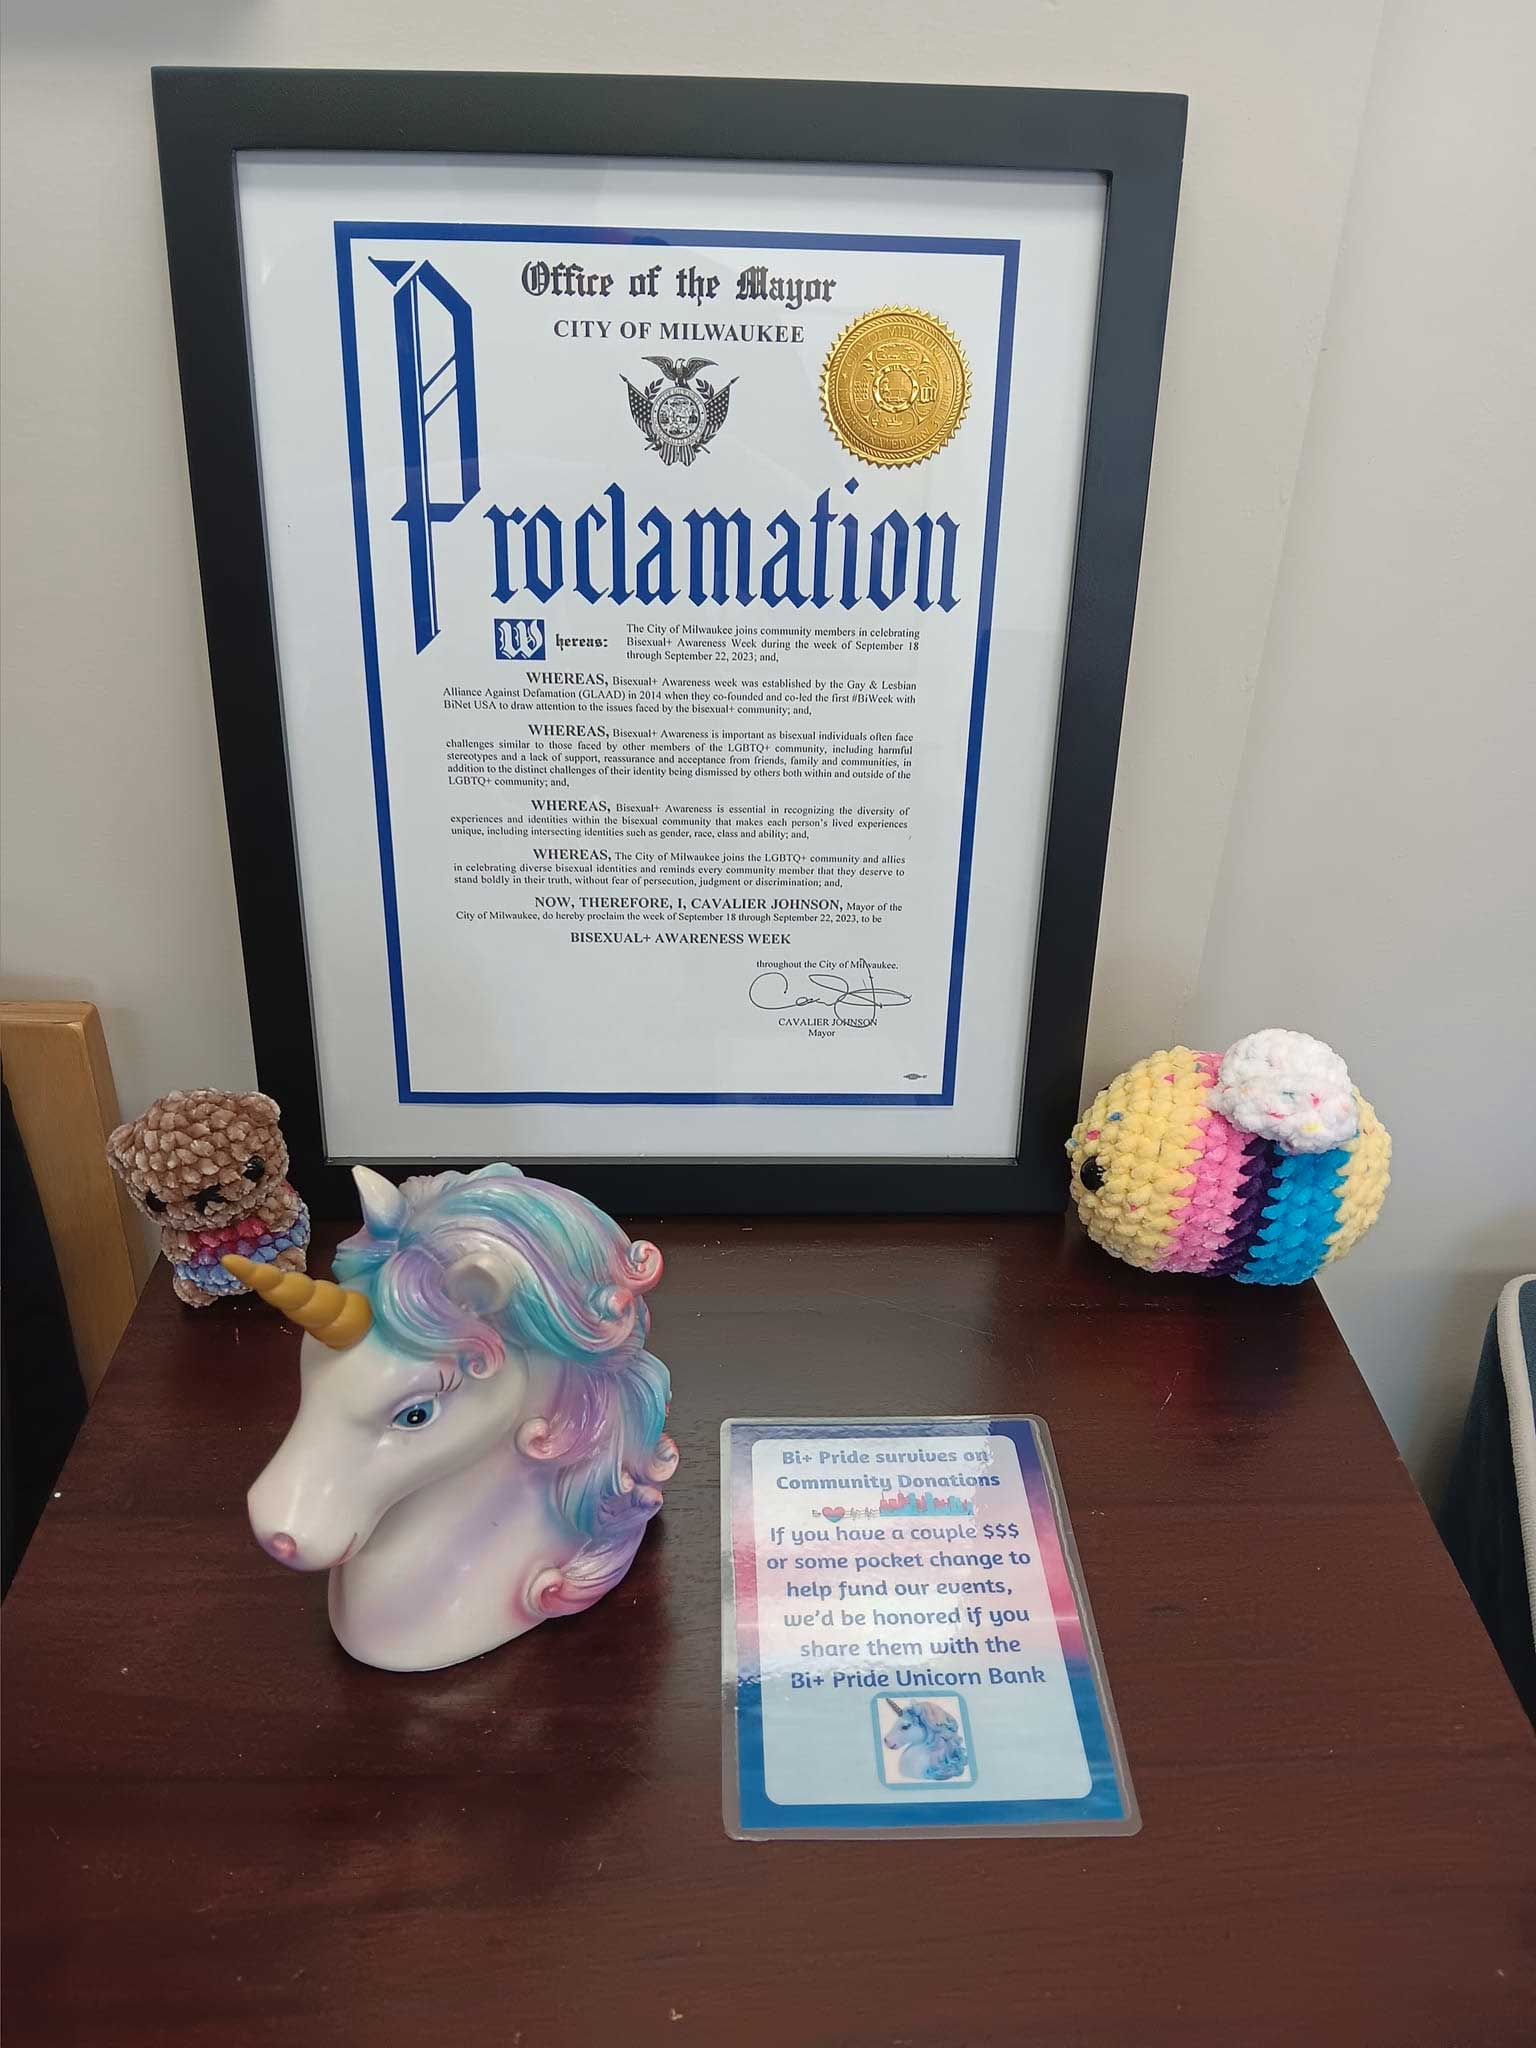 Office of the Mayor
CITY OF MILWAUKEE
Proclamation
Whereas: The City of Milwaukee joins community members in celebrating
Bisexual+ Awareness Week during the week of September 18
through September 22, 2023; and,
WHEREAS, Bisexual+ Awareness week was established by the Gay & Lesbian
Alliance Against Defamation (GLAAD) in 2014 when they co-founded and co-led the first #BiWeek with
BiNet USA to draw attention to the issues faced by the bisexual+ community; and,
WHEREAS, Bisexual+ Awareness is important as bisexual individuals often face
challenges similar to those faced by other members of the LGBTQ+ community, including harmful
stereotypes and a lack of support, reassurance and acceptance from friends, family and communities, in
addition to the distinct challenges of their identity being dismissed by others both within and outside of the
LGBTQ+ community; and,
WHEREAS, Bisexual+ Awareness is essential in recognizing the diversity of
experiences and identities within the bisexual community that makes each person's lived experiences
unique, including intersecting identities such as gender, race, class and ability; and,
WHEREAS, The City of Milwaukee joins the LGBTQ+ community and allies
in celebrating diverse bisexual identities and reminds every community member that they deserve to
stand boldly in their truth, without fear of persecution, judgment or discrimination; and,
NOW, THEREFORE, I, CAVALIER JOHNSON, Mayor of the
City of Milwaukee, do hereby proclaim the week of September 18 through September 22, 2023, to be
BISEXUAL+ AWARENESS WEEK
throughout the City of Milwaukee.
CAVALIER JOHNSON
Mayor
Bi+ Pride survives on
Community Donations
If you have a couple $$$
or some pocket change to
help fund our events,
we'd be honored if you
share them with the
Bi+ Pride Unicorn Bank